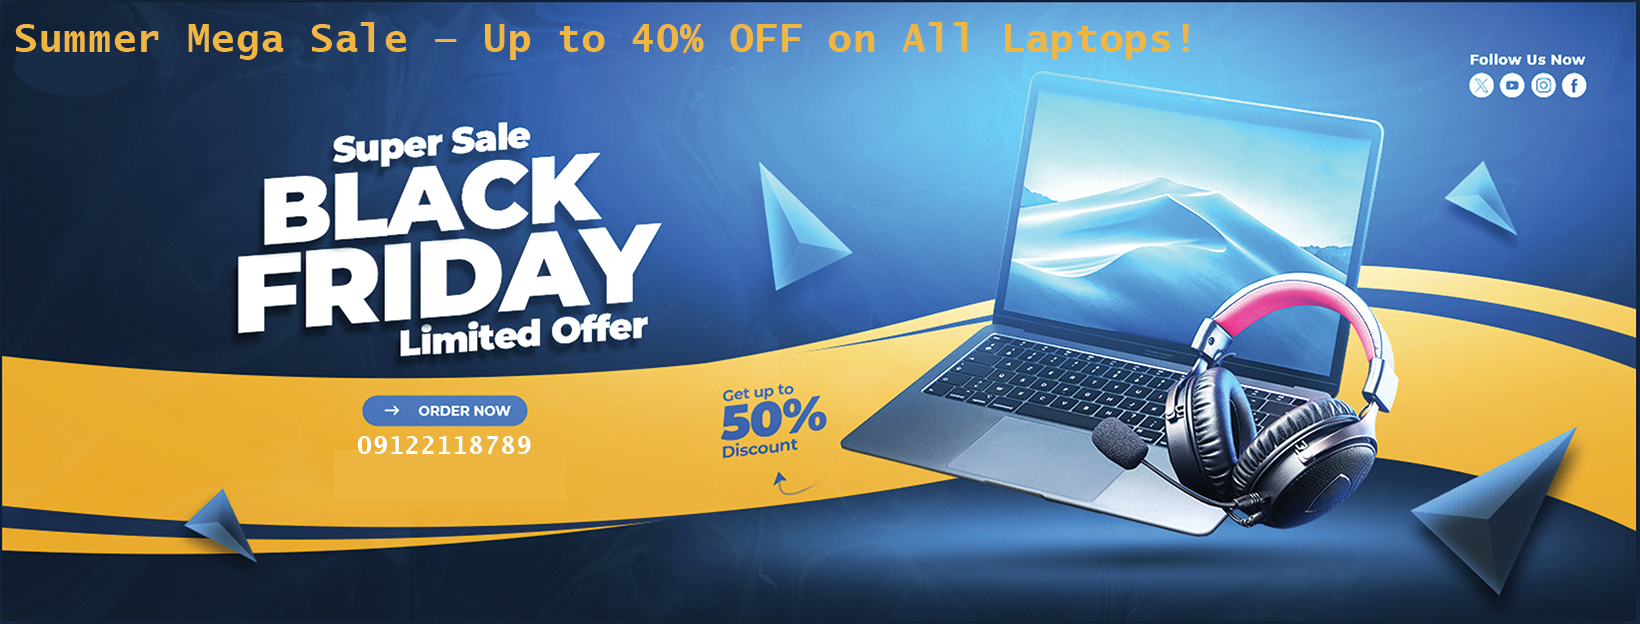 Summer Mega Sale – Up to 40% OFF on All Laptops!
Follow Us Now
Super Sale
BLACK
FRIDAY
Limited Offer
→ ORDER NOW
09122118789
Get up to
50%
Discount